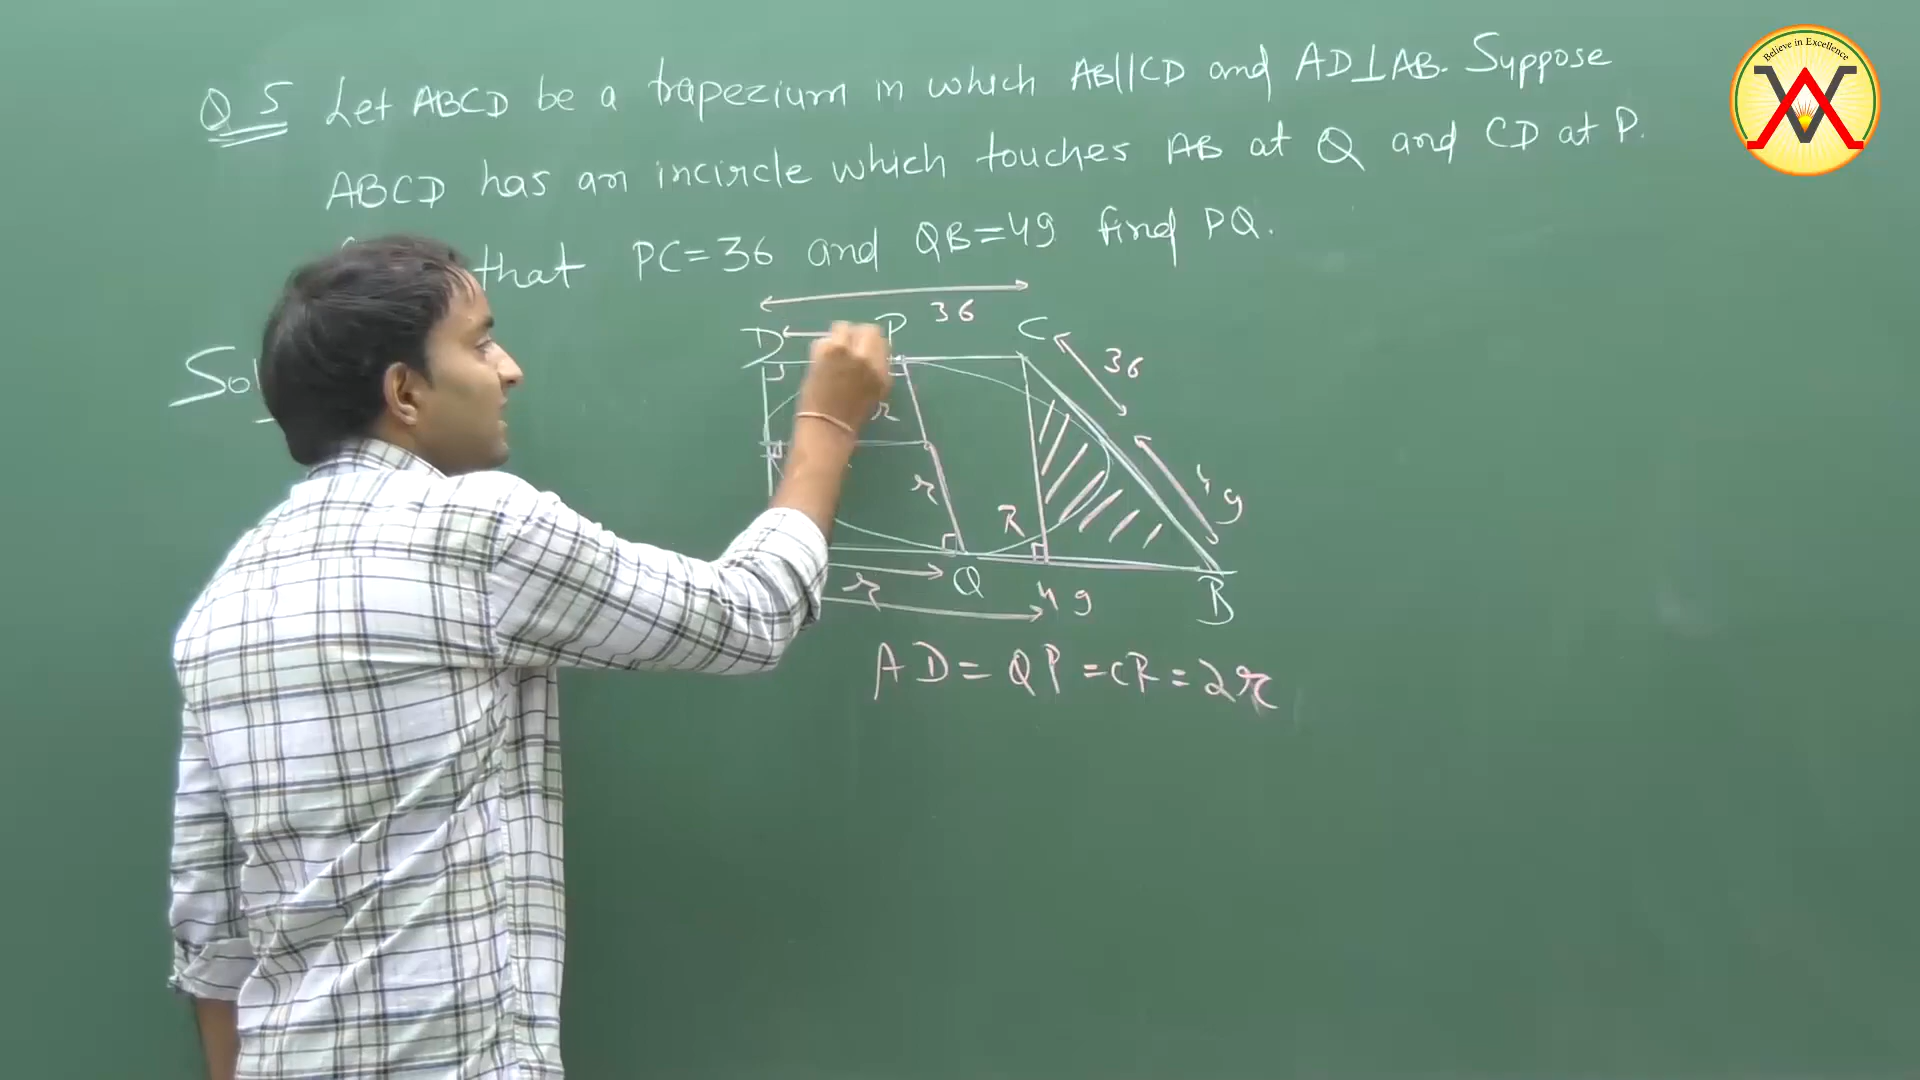 Q 5 Let ABCD be a trapezium in which AB||CD and AD⊥AB. Suppose
ABCD has an incircle which touches AB at Q and CD at P.
that PC=36 and QB=49 find PQ.
Sol
36
D P C
36
r
r
49
R
r Q 49 B
AD = QP = CR = 2r
Believe in Excellence